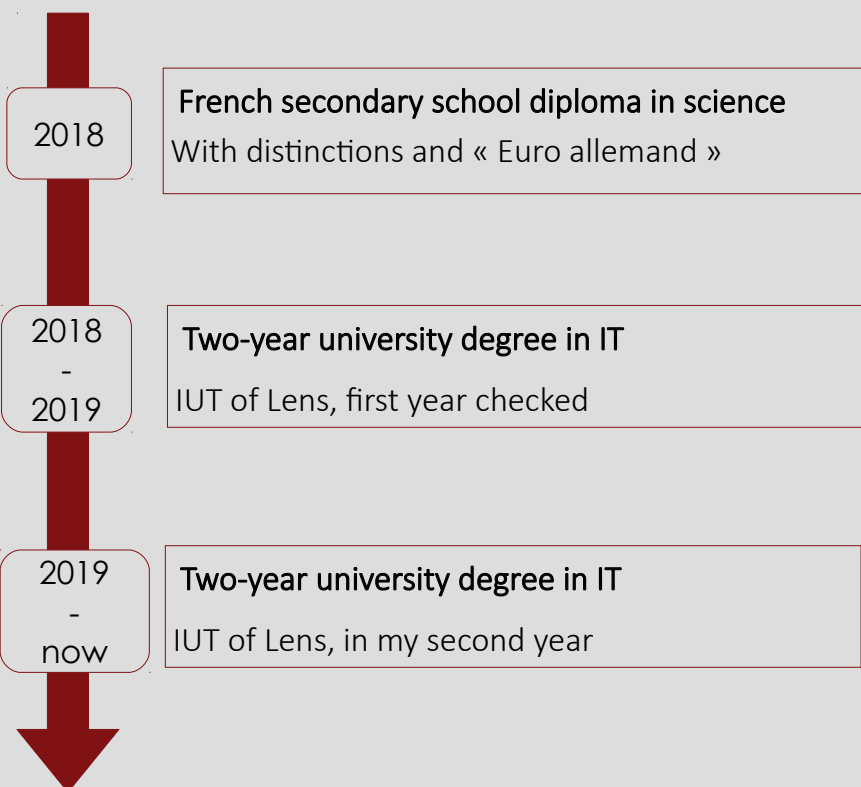 2018
French secondary school diploma in science
With distinctions and « Euro allemand »
2018
-
2019
Two-year university degree in IT
IUT of Lens, first year checked
2019
-
now
Two-year university degree in IT
IUT of Lens, in my second year